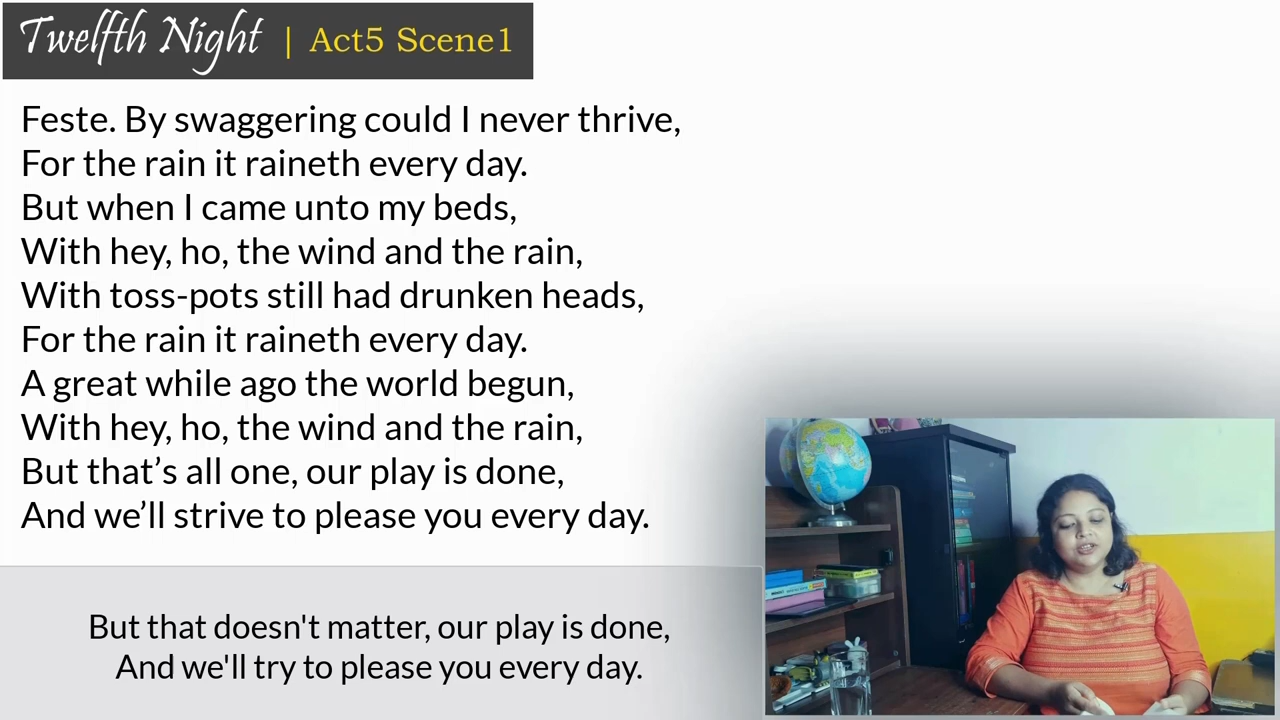 Twelfth Night | Act5 Scene1
Feste. By swaggering could I never thrive,
For the rain it raineth every day.
But when I came unto my beds,
With hey, ho, the wind and the rain,
With toss-pots still had drunken heads,
For the rain it raineth every day.
A great while ago the world begun,
With hey, ho, the wind and the rain,
But that’s all one, our play is done,
And we’ll strive to please you every day.
But that doesn't matter, our play is done,
And we'll try to please you every day.